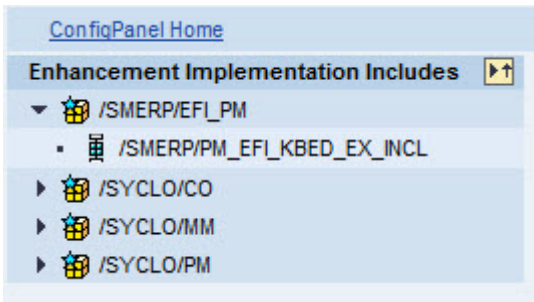 ConfigPanel Home
Enhancement Implementation Includes
/SMERP/EFI_PM
/SMERP/PM_EFI_KBED_EX_INCL
/SYCLO/CO
/SYCLO/MM
/SYCLO/PM